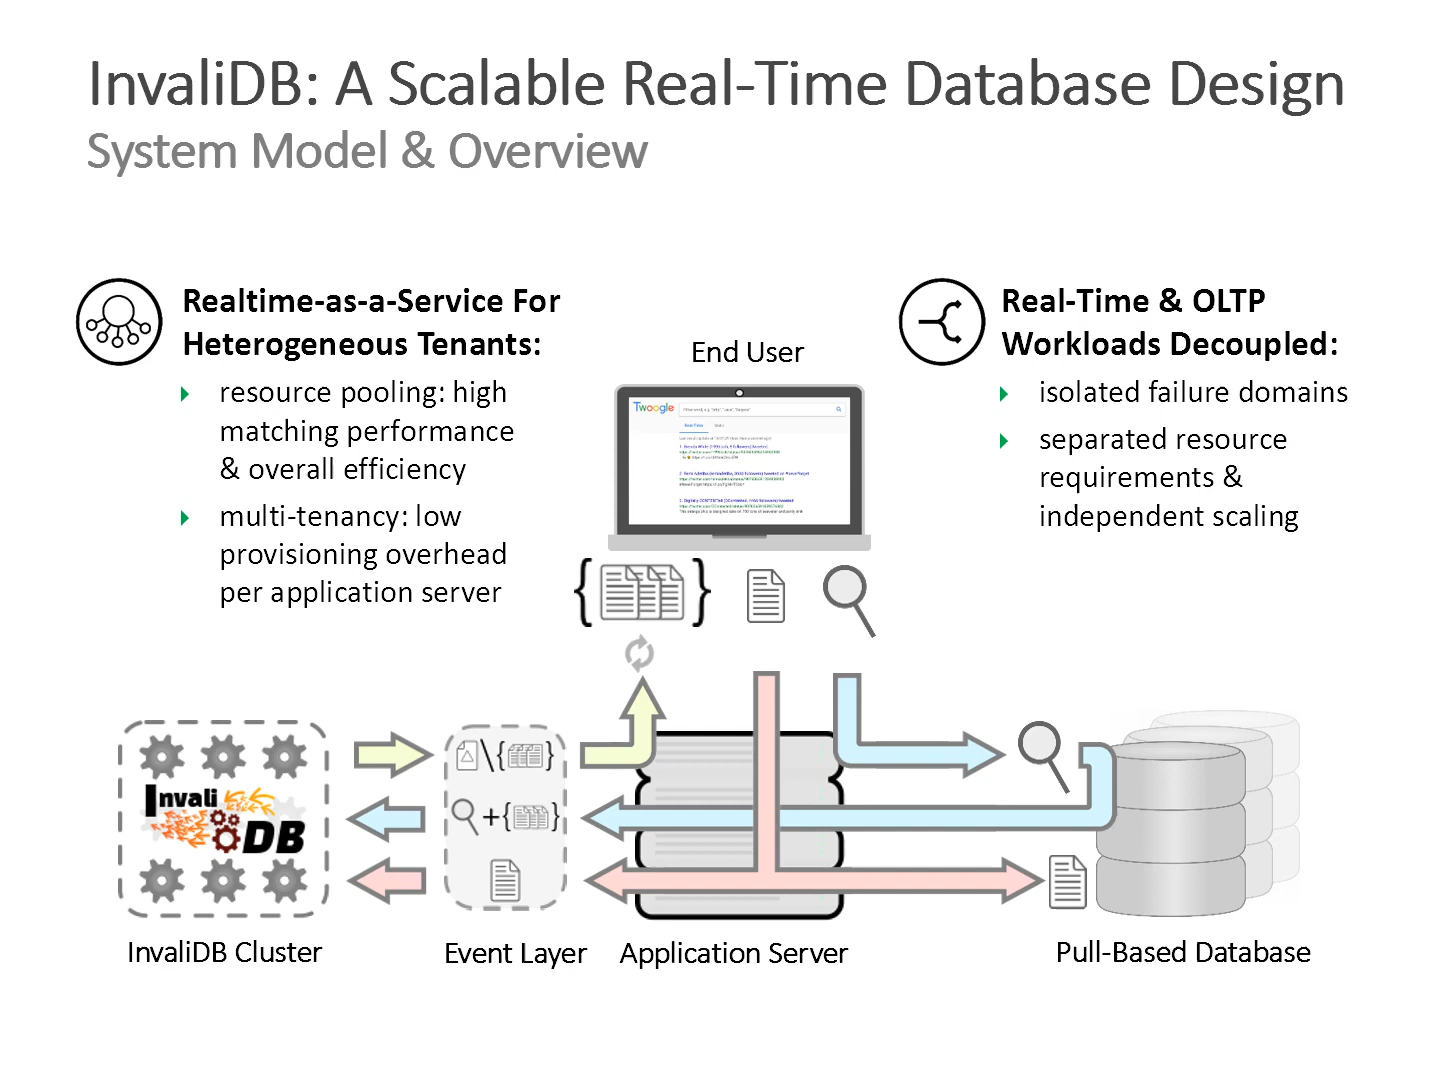 InvaliDB: A Scalable Real-Time Database Design
System Model & Overview
Realtime-as-a-Service For
Heterogeneous Tenants:
resource pooling: high
matching performance
& overall efficiency
multi-tenancy: low
provisioning overhead
per application server
End User
Twoogle
Real-Time & OLTP
Workloads Decoupled:
isolated failure domains
separated resource
requirements &
independent scaling
Invali
DB
\{ }
+{ }
{ }
InvaliDB Cluster
Event Layer
Application Server
Pull-Based Database